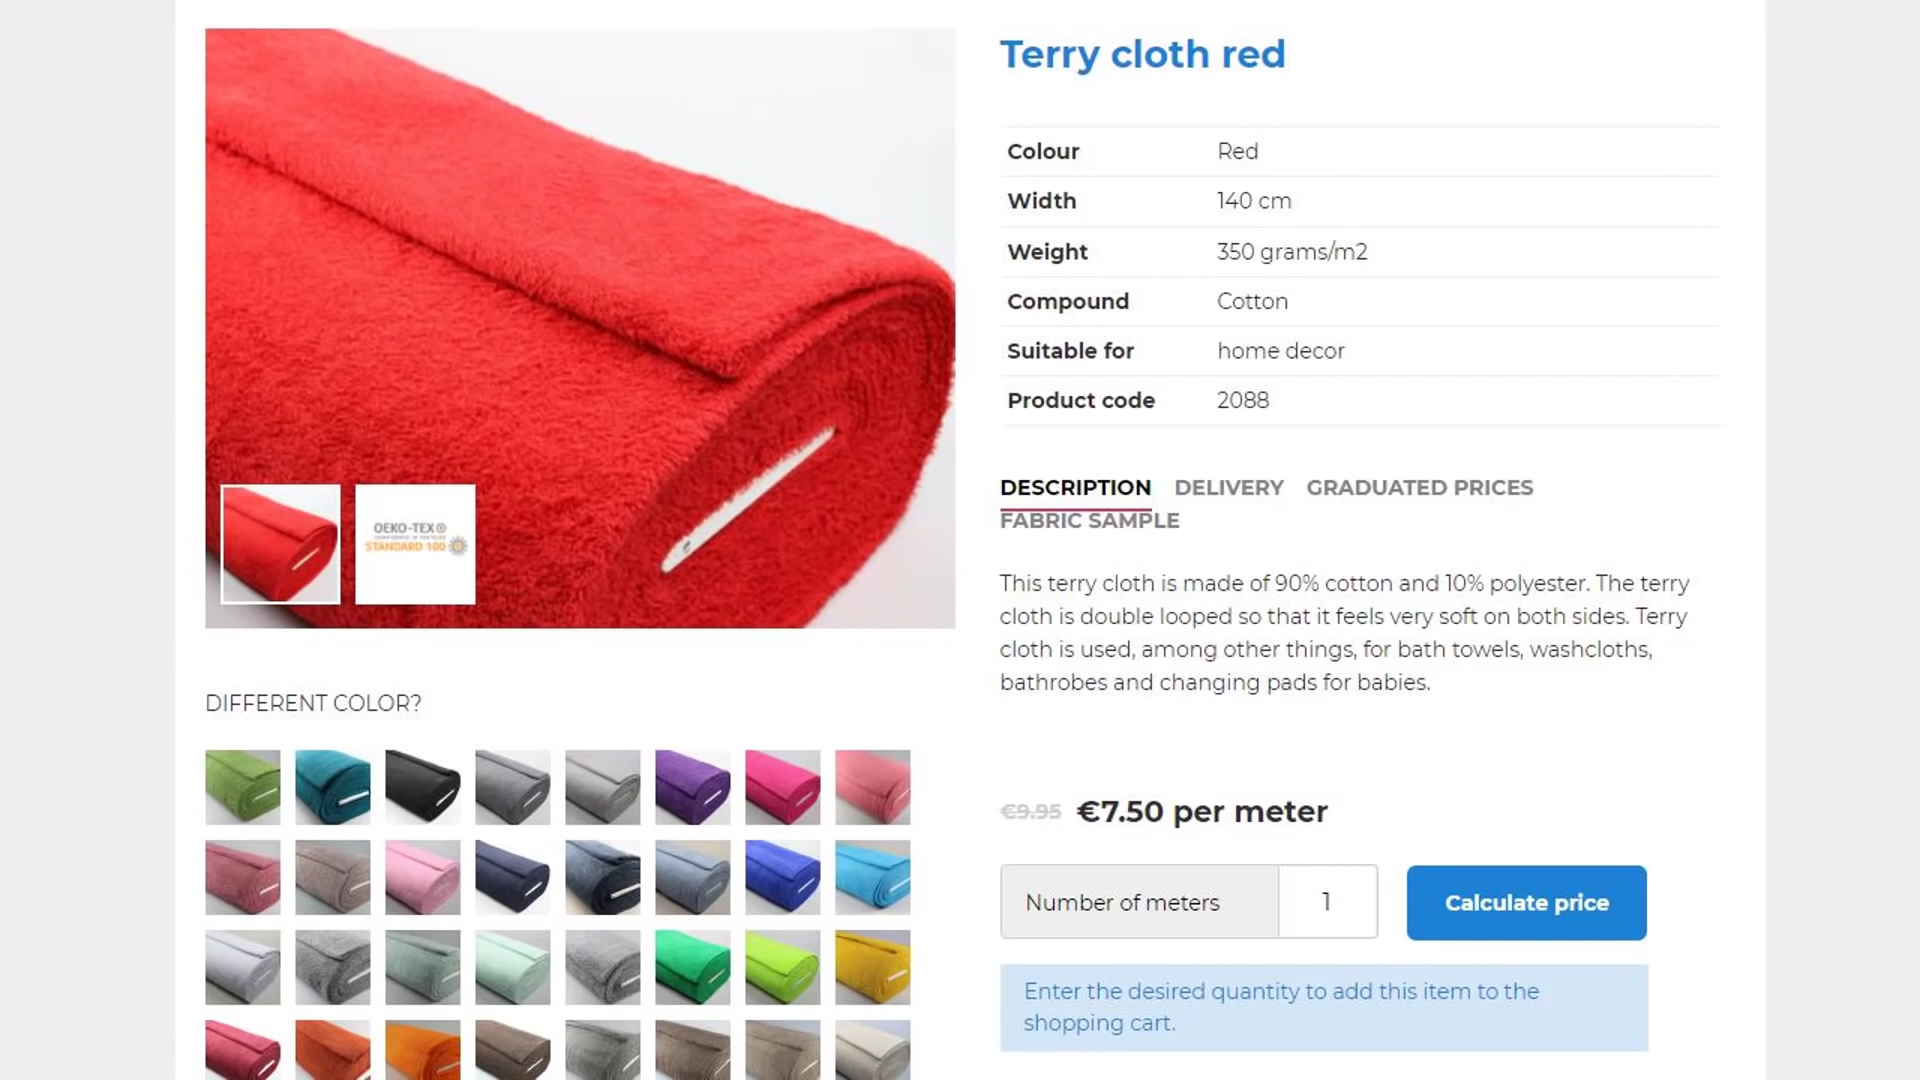 Terry cloth red
Colour Red
Width 140 cm
Weight 350 grams/m2
Compound Cotton
Suitable for home decor
Product code 2088
DESCRIPTION DELIVERY GRADUATED PRICES
FABRIC SAMPLE
OEKO-TEX®
STANDARD 100
This terry cloth is made of 90% cotton and 10% polyester. The terry
cloth is double looped so that it feels very soft on both sides. Terry
cloth is used, among other things, for bath towels, washcloths,
bathrobes and changing pads for babies.
DIFFERENT COLOR?
€9.95 €7.50 per meter
Number of meters 1 Calculate price
Enter the desired quantity to add this item to the
shopping cart.